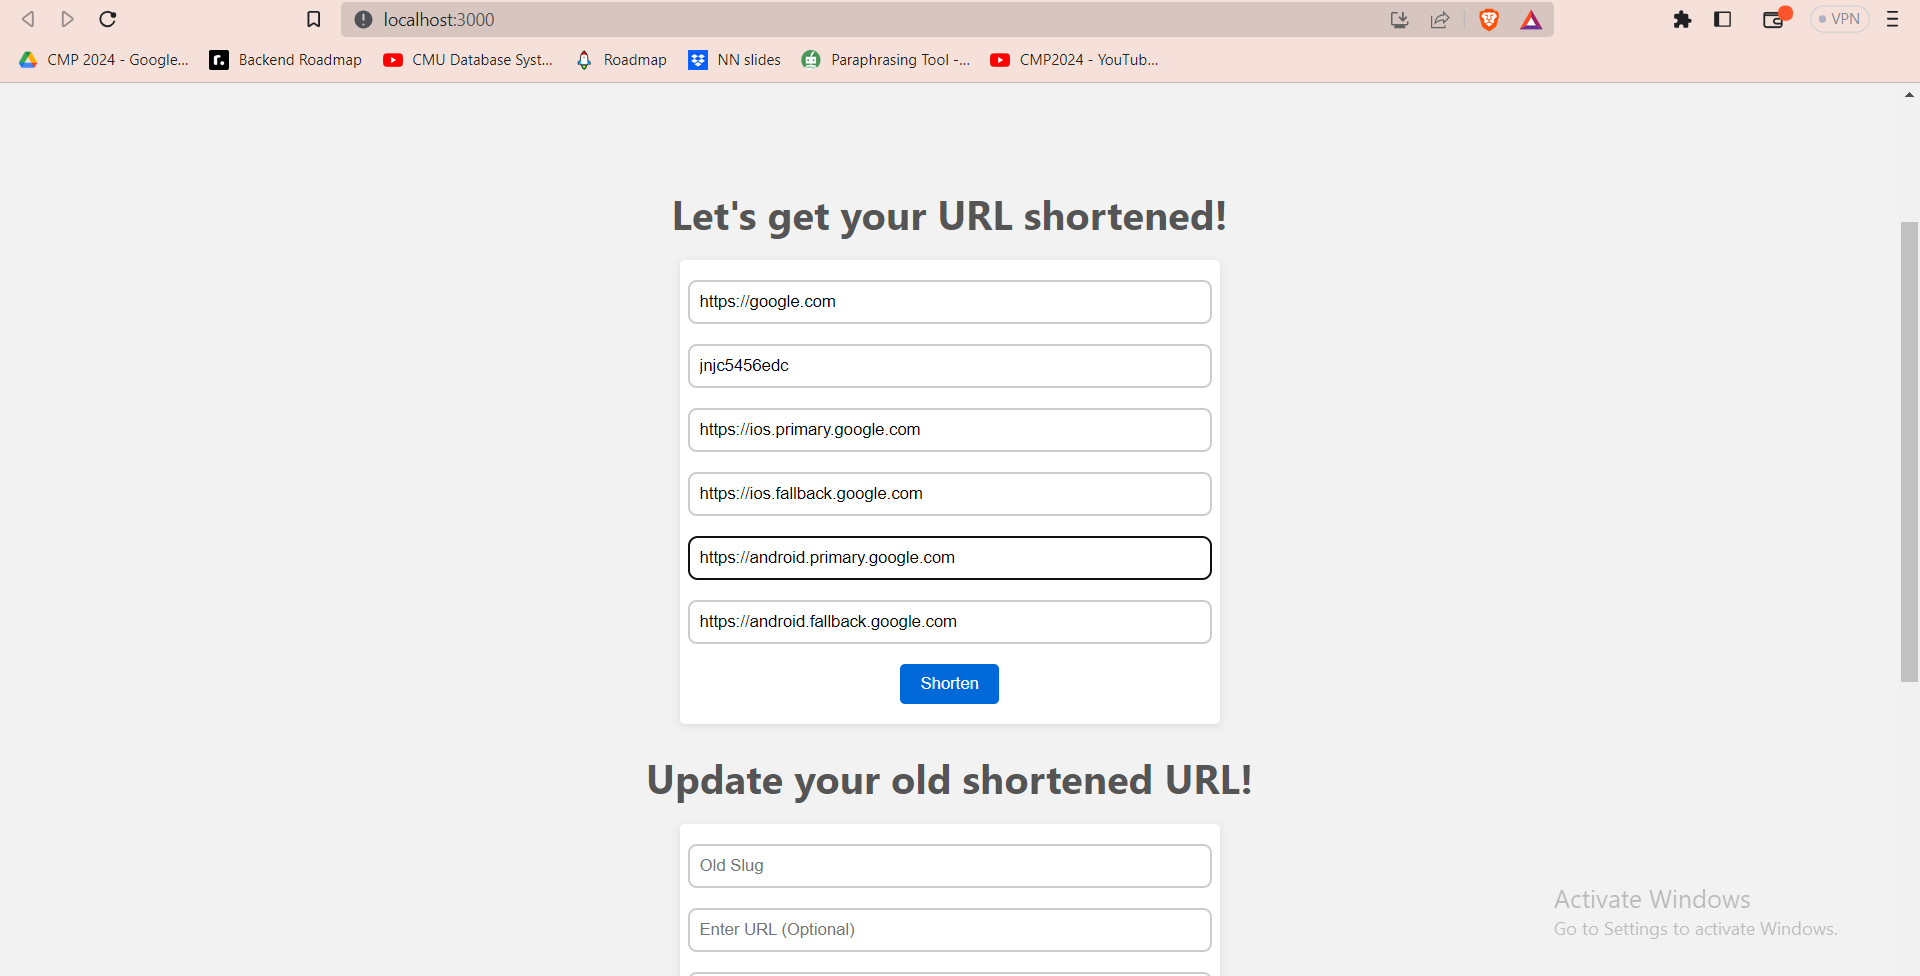 localhost:3000
VPN
CMP 2024 - Google...
Backend Roadmap
CMU Database Syst...
Roadmap
NN slides
Paraphrasing Tool -...
CMP2024 - YouTub...
Let's get your URL shortened!
https://google.com
jnjc5456edc
https://ios.primary.google.com
https://ios.fallback.google.com
https://android.primary.google.com
https://android.fallback.google.com
Shorten
Update your old shortened URL!
Old Slug
Enter URL (Optional)
Activate Windows
Go to Settings to activate Windows.